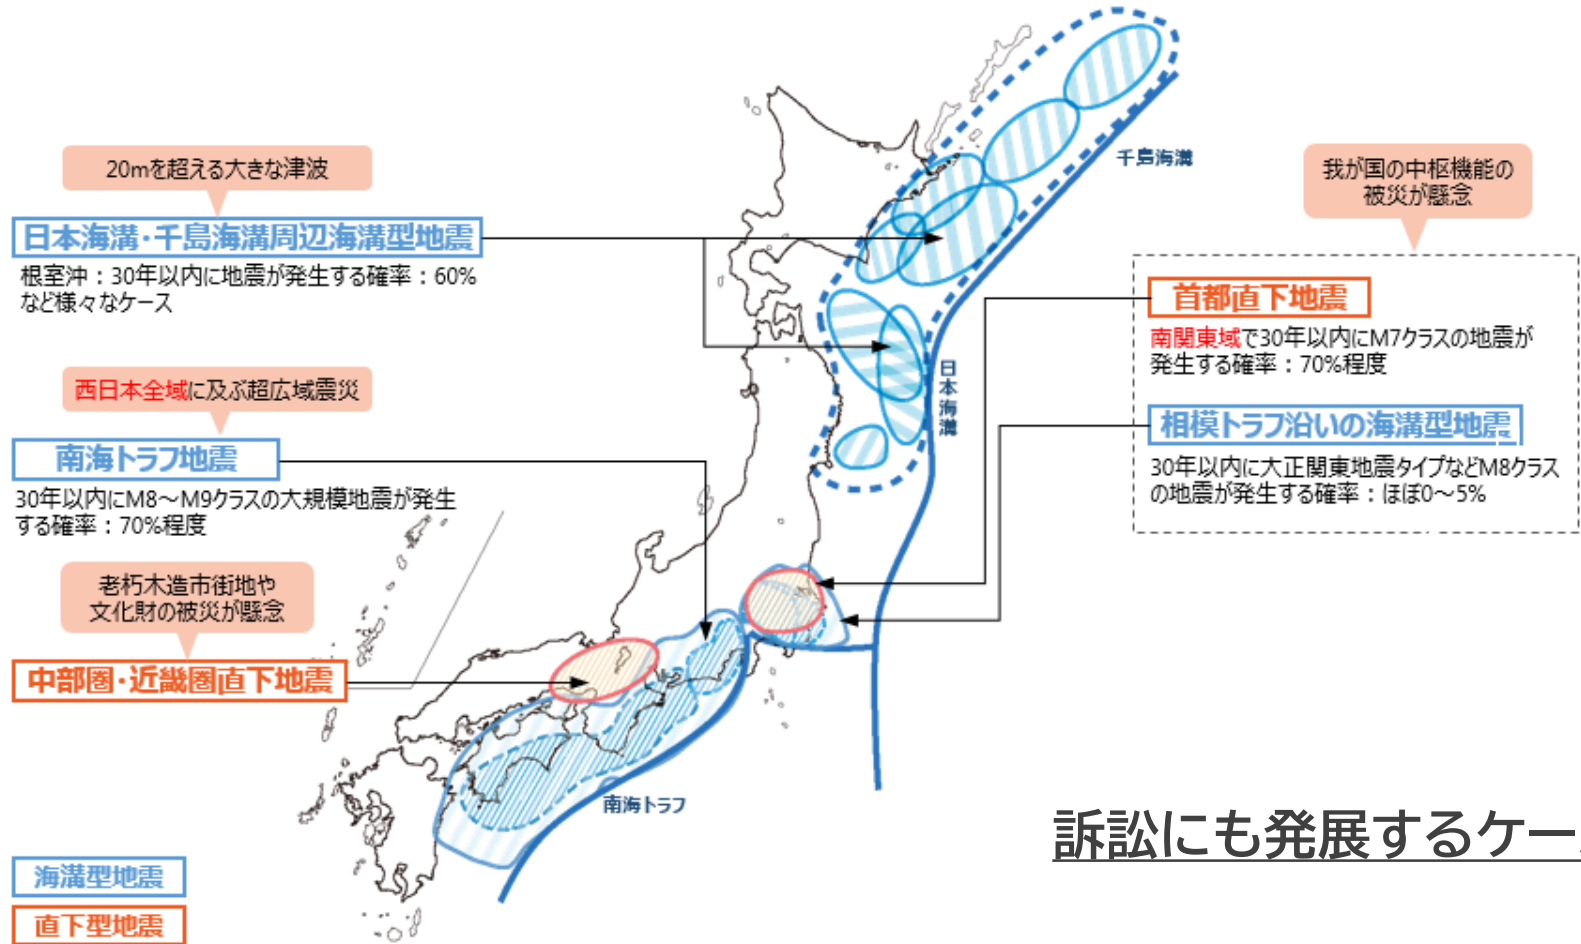 20mを超える大きな津波
日本海溝・千島海溝周辺海溝型地震
根室沖：30年以内に地震が発生する確率：60%
など様々なケース
西日本全域に及ぶ超広域震災
南海トラフ地震
30年以内にM8～M9クラスの大規模地震が発生
する確率：70%程度
老朽木造市街地や
文化財の被災が懸念
中部圏・近畿圏直下地震
海溝型地震
直下型地震
千島海溝
日本海溝
南海トラフ
我が国の中枢機能の
被災が懸念
首都直下地震
南関東域で30年以内にM7クラスの地震が
発生する確率：70%程度
相模トラフ沿いの海溝型地震
30年以内に大正関東地震タイプなどM8クラス
の地震が発生する確率：ほぼ0～5%
訴訟にも発展するケー